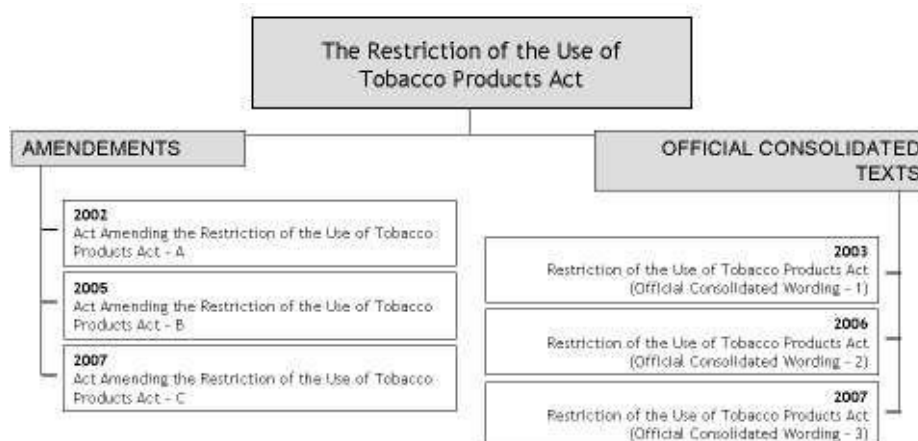 The Restriction of the Use of
Tobacco Products Act
AMENDEMENTS
2002
Act Amending the Restriction of the Use of Tobacco
Products Act - A
2005
Act Amending the Restriction of the Use of Tobacco
Products Act - B
2007
Act Amending the Restriction of the Use of Tobacco
Products Act - C
OFFICIAL CONSOLIDATED
TEXTS
2003
Restriction of the Use of Tobacco Products Act
(Official Consolidated Wording - 1)
2006
Restriction of the Use of Tobacco Products Act
(Official Consolidated Wording - 2)
2007
Restriction of the Use of Tobacco Products Act
(Official Consolidated Wording - 3)